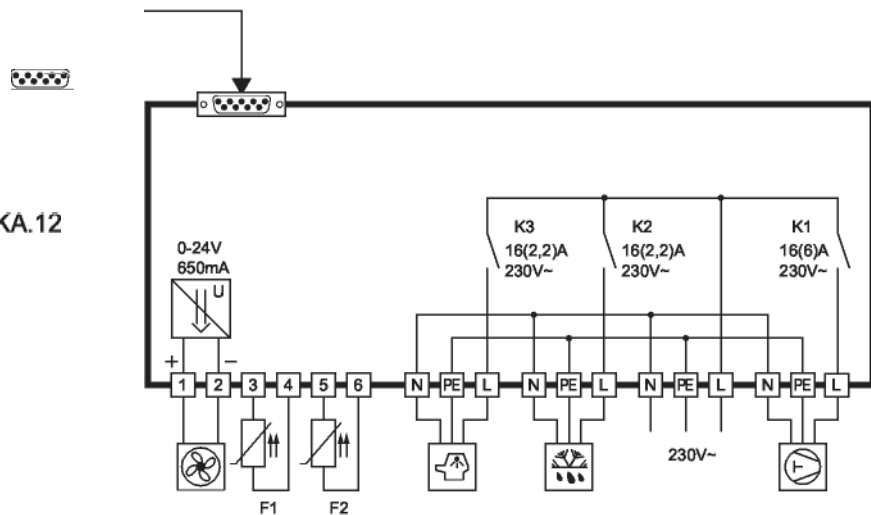 KA.12
0-24V
650mA
U
+ −
K3
16(2,2)A
230V~
K2
16(2,2)A
230V~
K1
16(6)A
230V~
1 2 3 4 5 6 N PE L N PE L N PE L N PE L
230V~
F1 F2